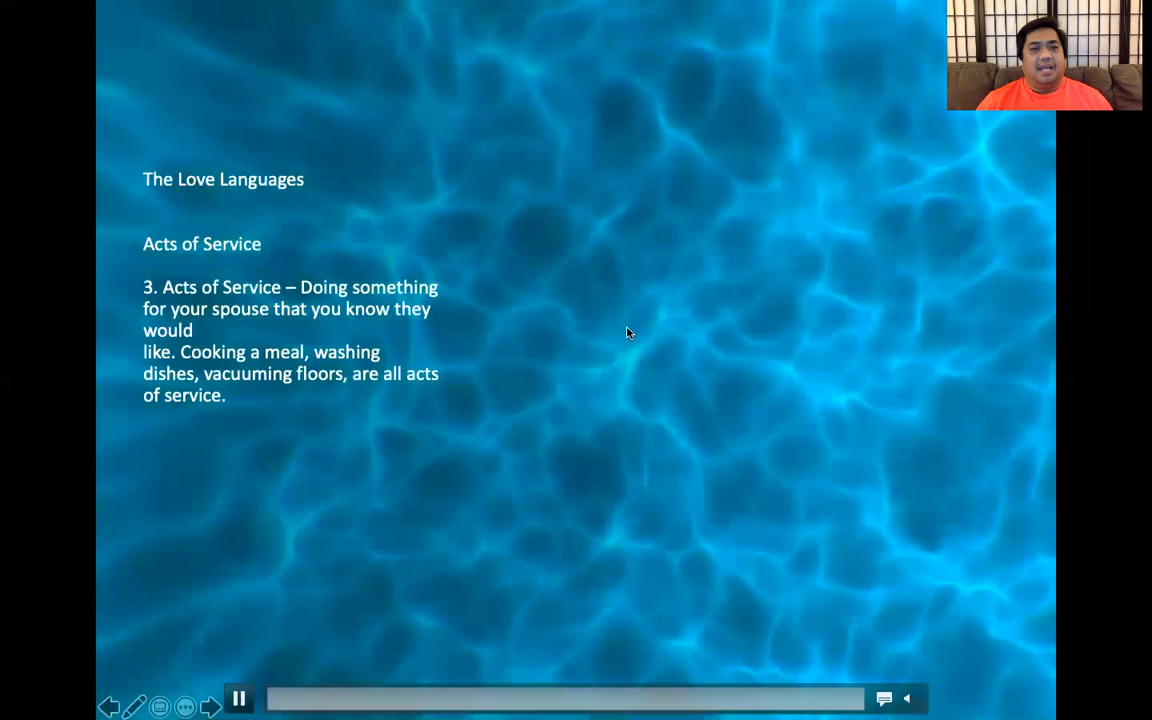 The Love Languages
Acts of Service
3. Acts of Service – Doing something
for your spouse that you know they
would
like. Cooking a meal, washing
dishes, vacuuming floors, are all acts
of service.